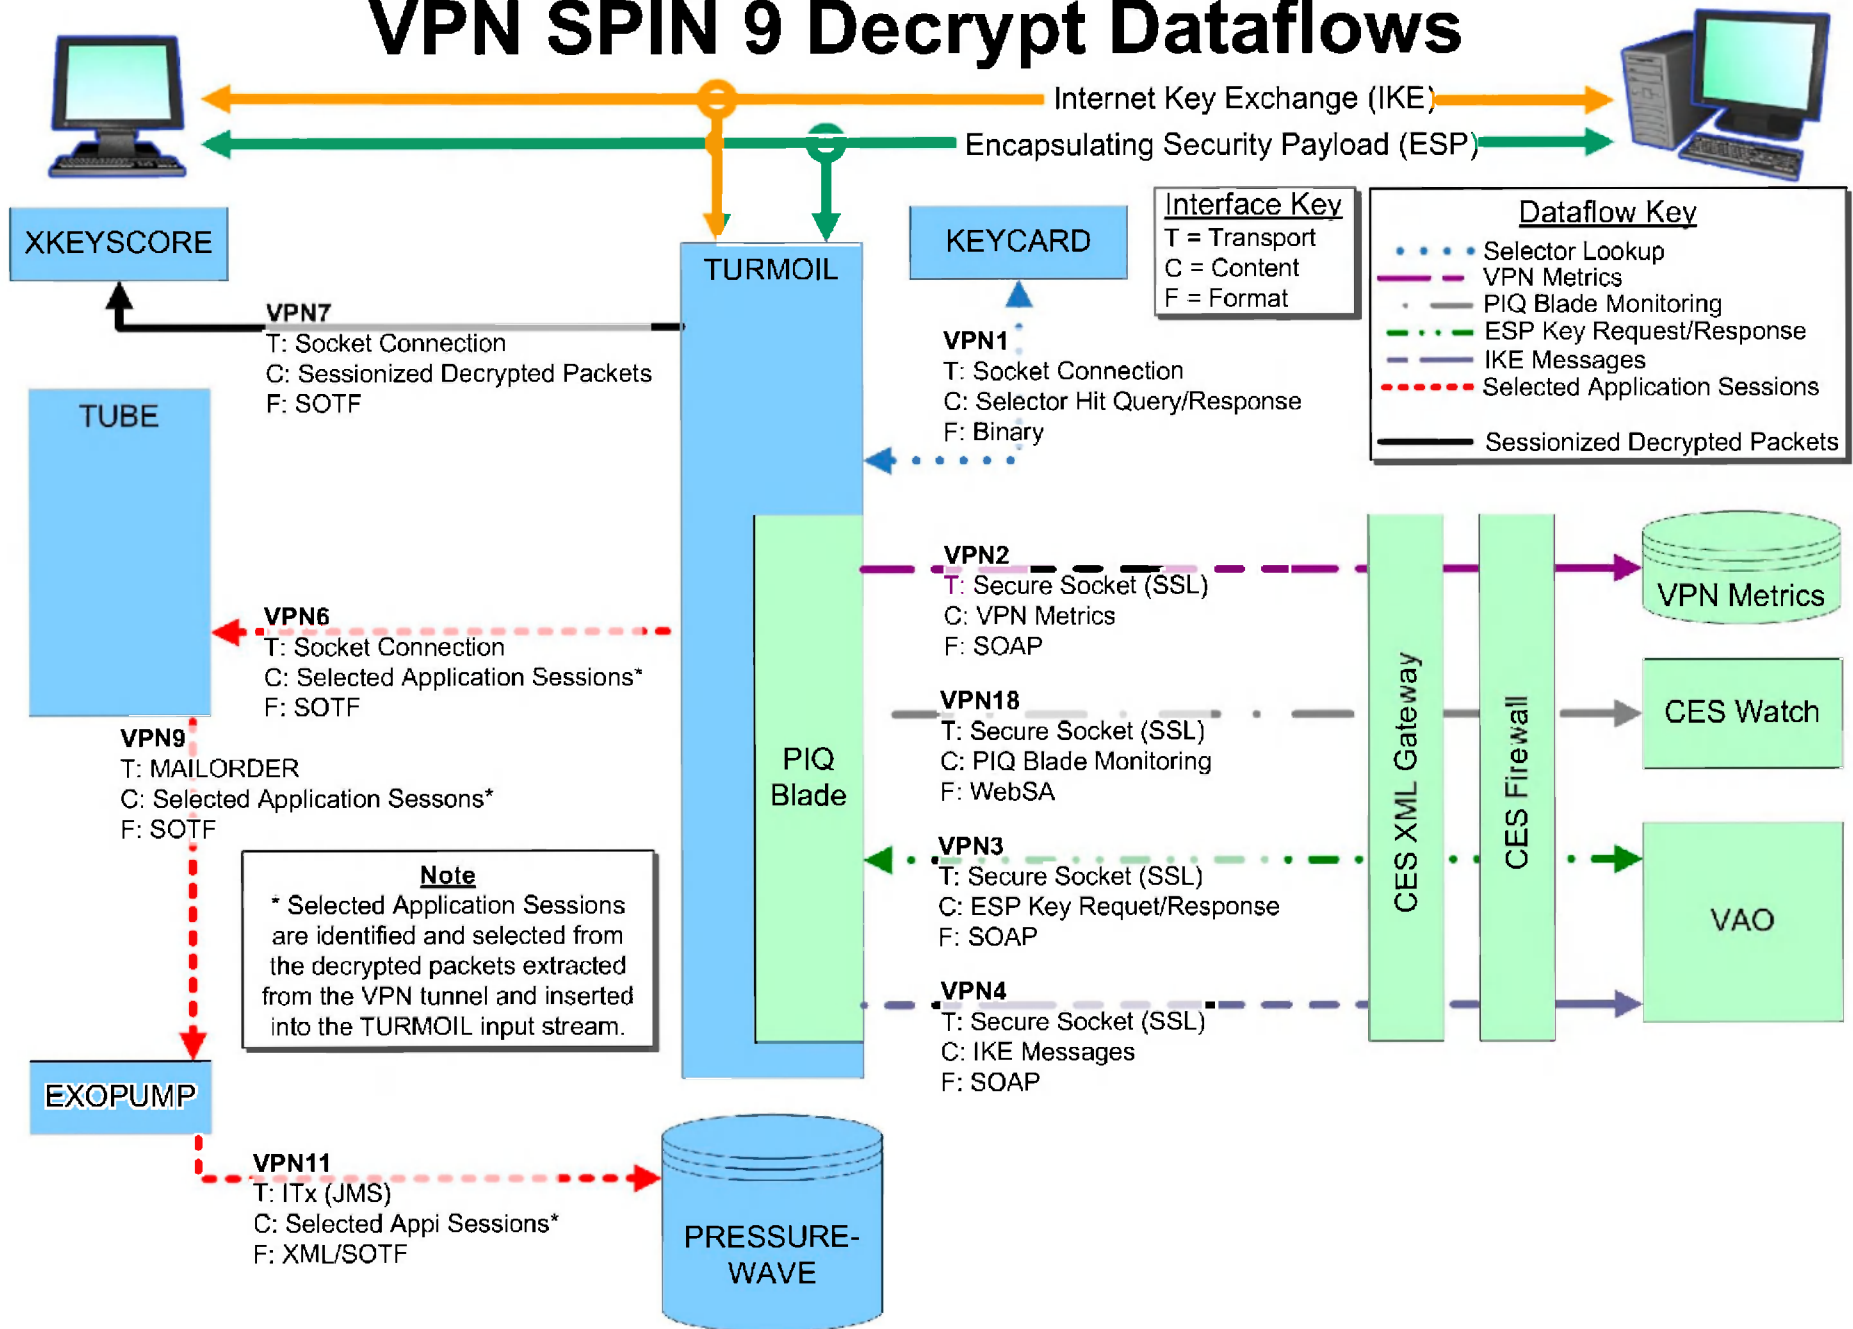 VPN SPIN 9 Decrypt Dataflows
Internet Key Exchange (IKE)
Encapsulating Security Payload (ESP)
XKEYSCORE
TURMOIL
KEYCARD
Interface Key
T = Transport
C = Content
F = Format
Dataflow Key
Selector Lookup
VPN Metrics
PIQ Blade Monitoring
ESP Key Request/Response
IKE Messages
Selected Application Sessions
Sessionized Decrypted Packets
VPN7
T: Socket Connection
C: Sessionized Decrypted Packets
F: SOTF
VPN1
T: Socket Connection
C: Selector Hit Query/Response
F: Binary
TUBE
VPN6
T: Socket Connection
C: Selected Application Sessions*
F: SOTF
VPN2
T: Secure Socket (SSL)
C: VPN Metrics
F: SOAP
VPN Metrics
VPN18
T: Secure Socket (SSL)
C: PIQ Blade Monitoring
F: WebSA
CES Watch
PIQ
Blade
CES XML Gateway
CES Firewall
VPN9
T: MAILORDER
C: Selected Application Sessons*
F: SOTF
VPN3
T: Secure Socket (SSL)
C: ESP Key Requet/Response
F: SOAP
VAO
Note
* Selected Application Sessions
are identified and selected from
the decrypted packets extracted
from the VPN tunnel and inserted
into the TURMOIL input stream.
VPN4
T: Secure Socket (SSL)
C: IKE Messages
F: SOAP
EXOPUMP
VPN11
T: ITx (JMS)
C: Selected Appi Sessions*
F: XML/SOTF
PRESSURE-
WAVE